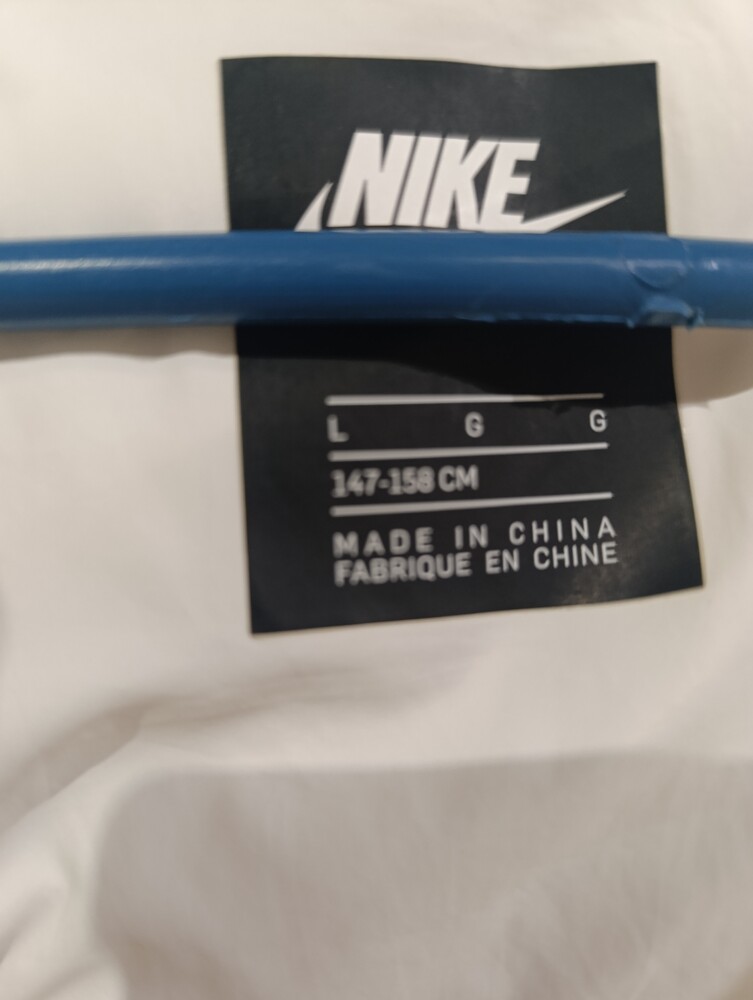 NIKE
L G G
147-158 CM
MADE IN CHINA
FABRIQUE EN CHINE